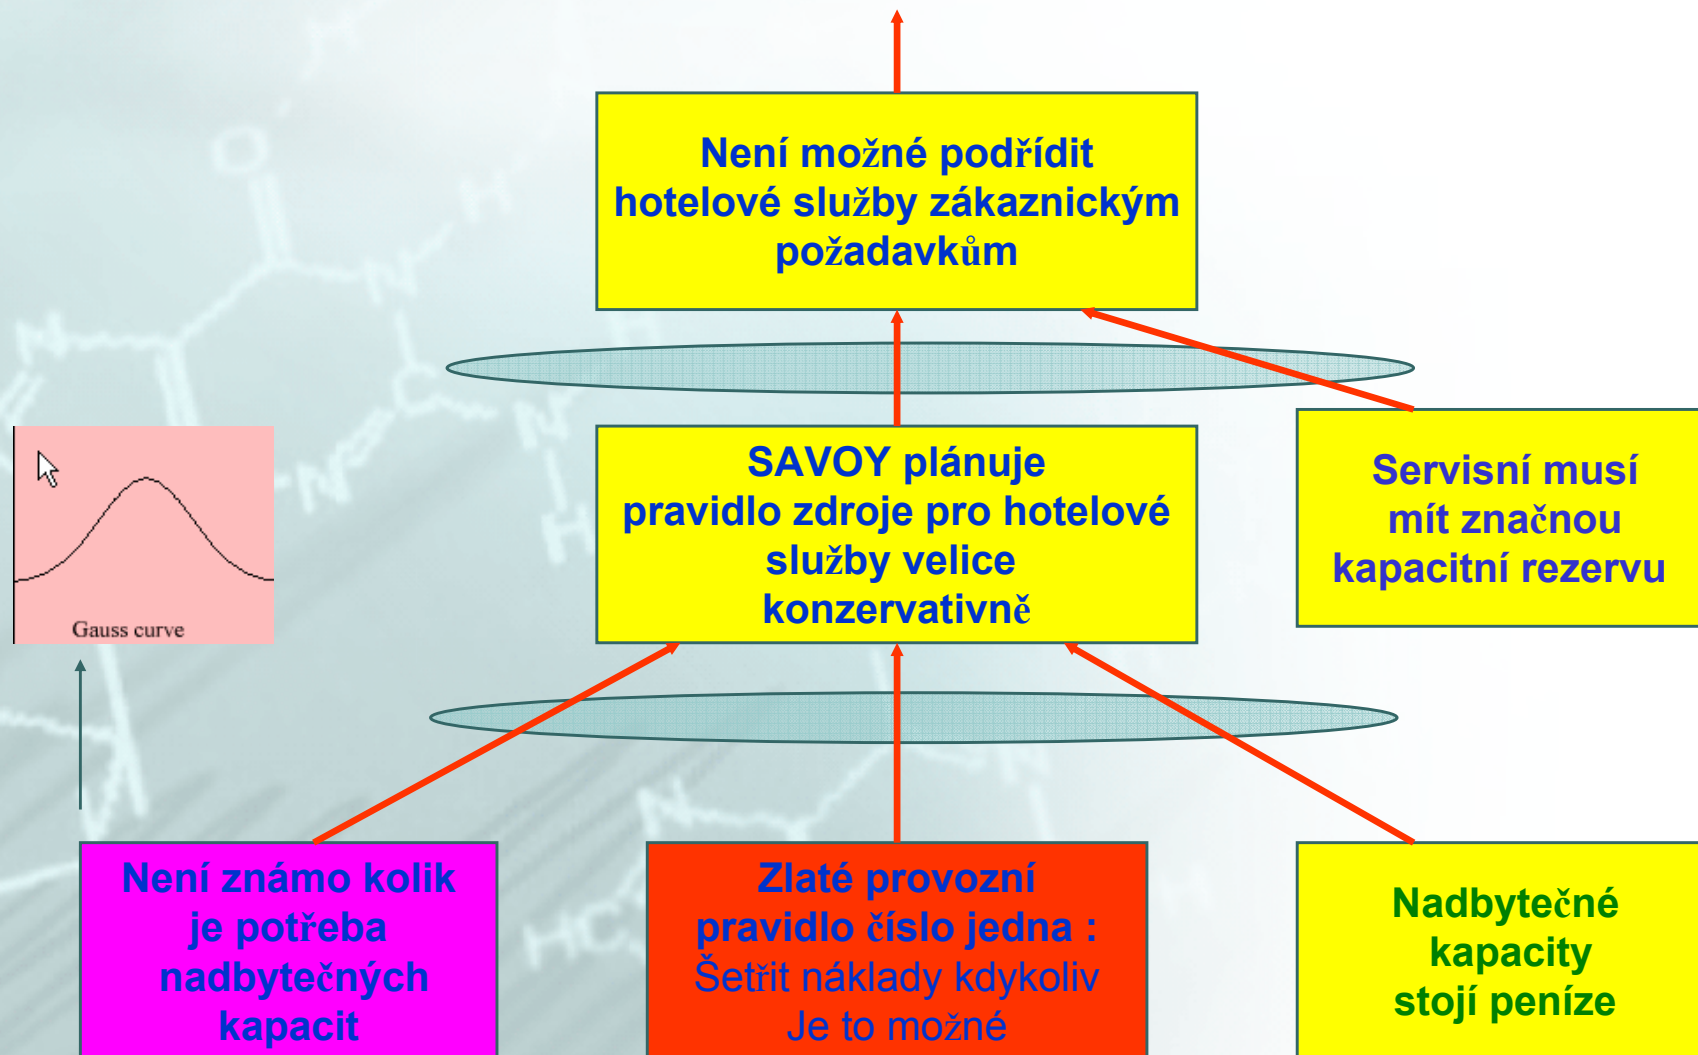 Není možné podřídit
hotelové služby zákaznickým
požadavkům
SAVOY plánuje
pravidlo zdroje pro hotelové
služby velice
konzervativně
Servisní musí
mít značnou
kapacitní rezervu
Gauss curve
Není známo kolik
je potřeba
nadbytečných
kapacit
Zlaté provozní
pravidlo číslo jedna :
Šetřit náklady kdykoliv
Je to možné
Nadbytečné
kapacity
stojí peníze